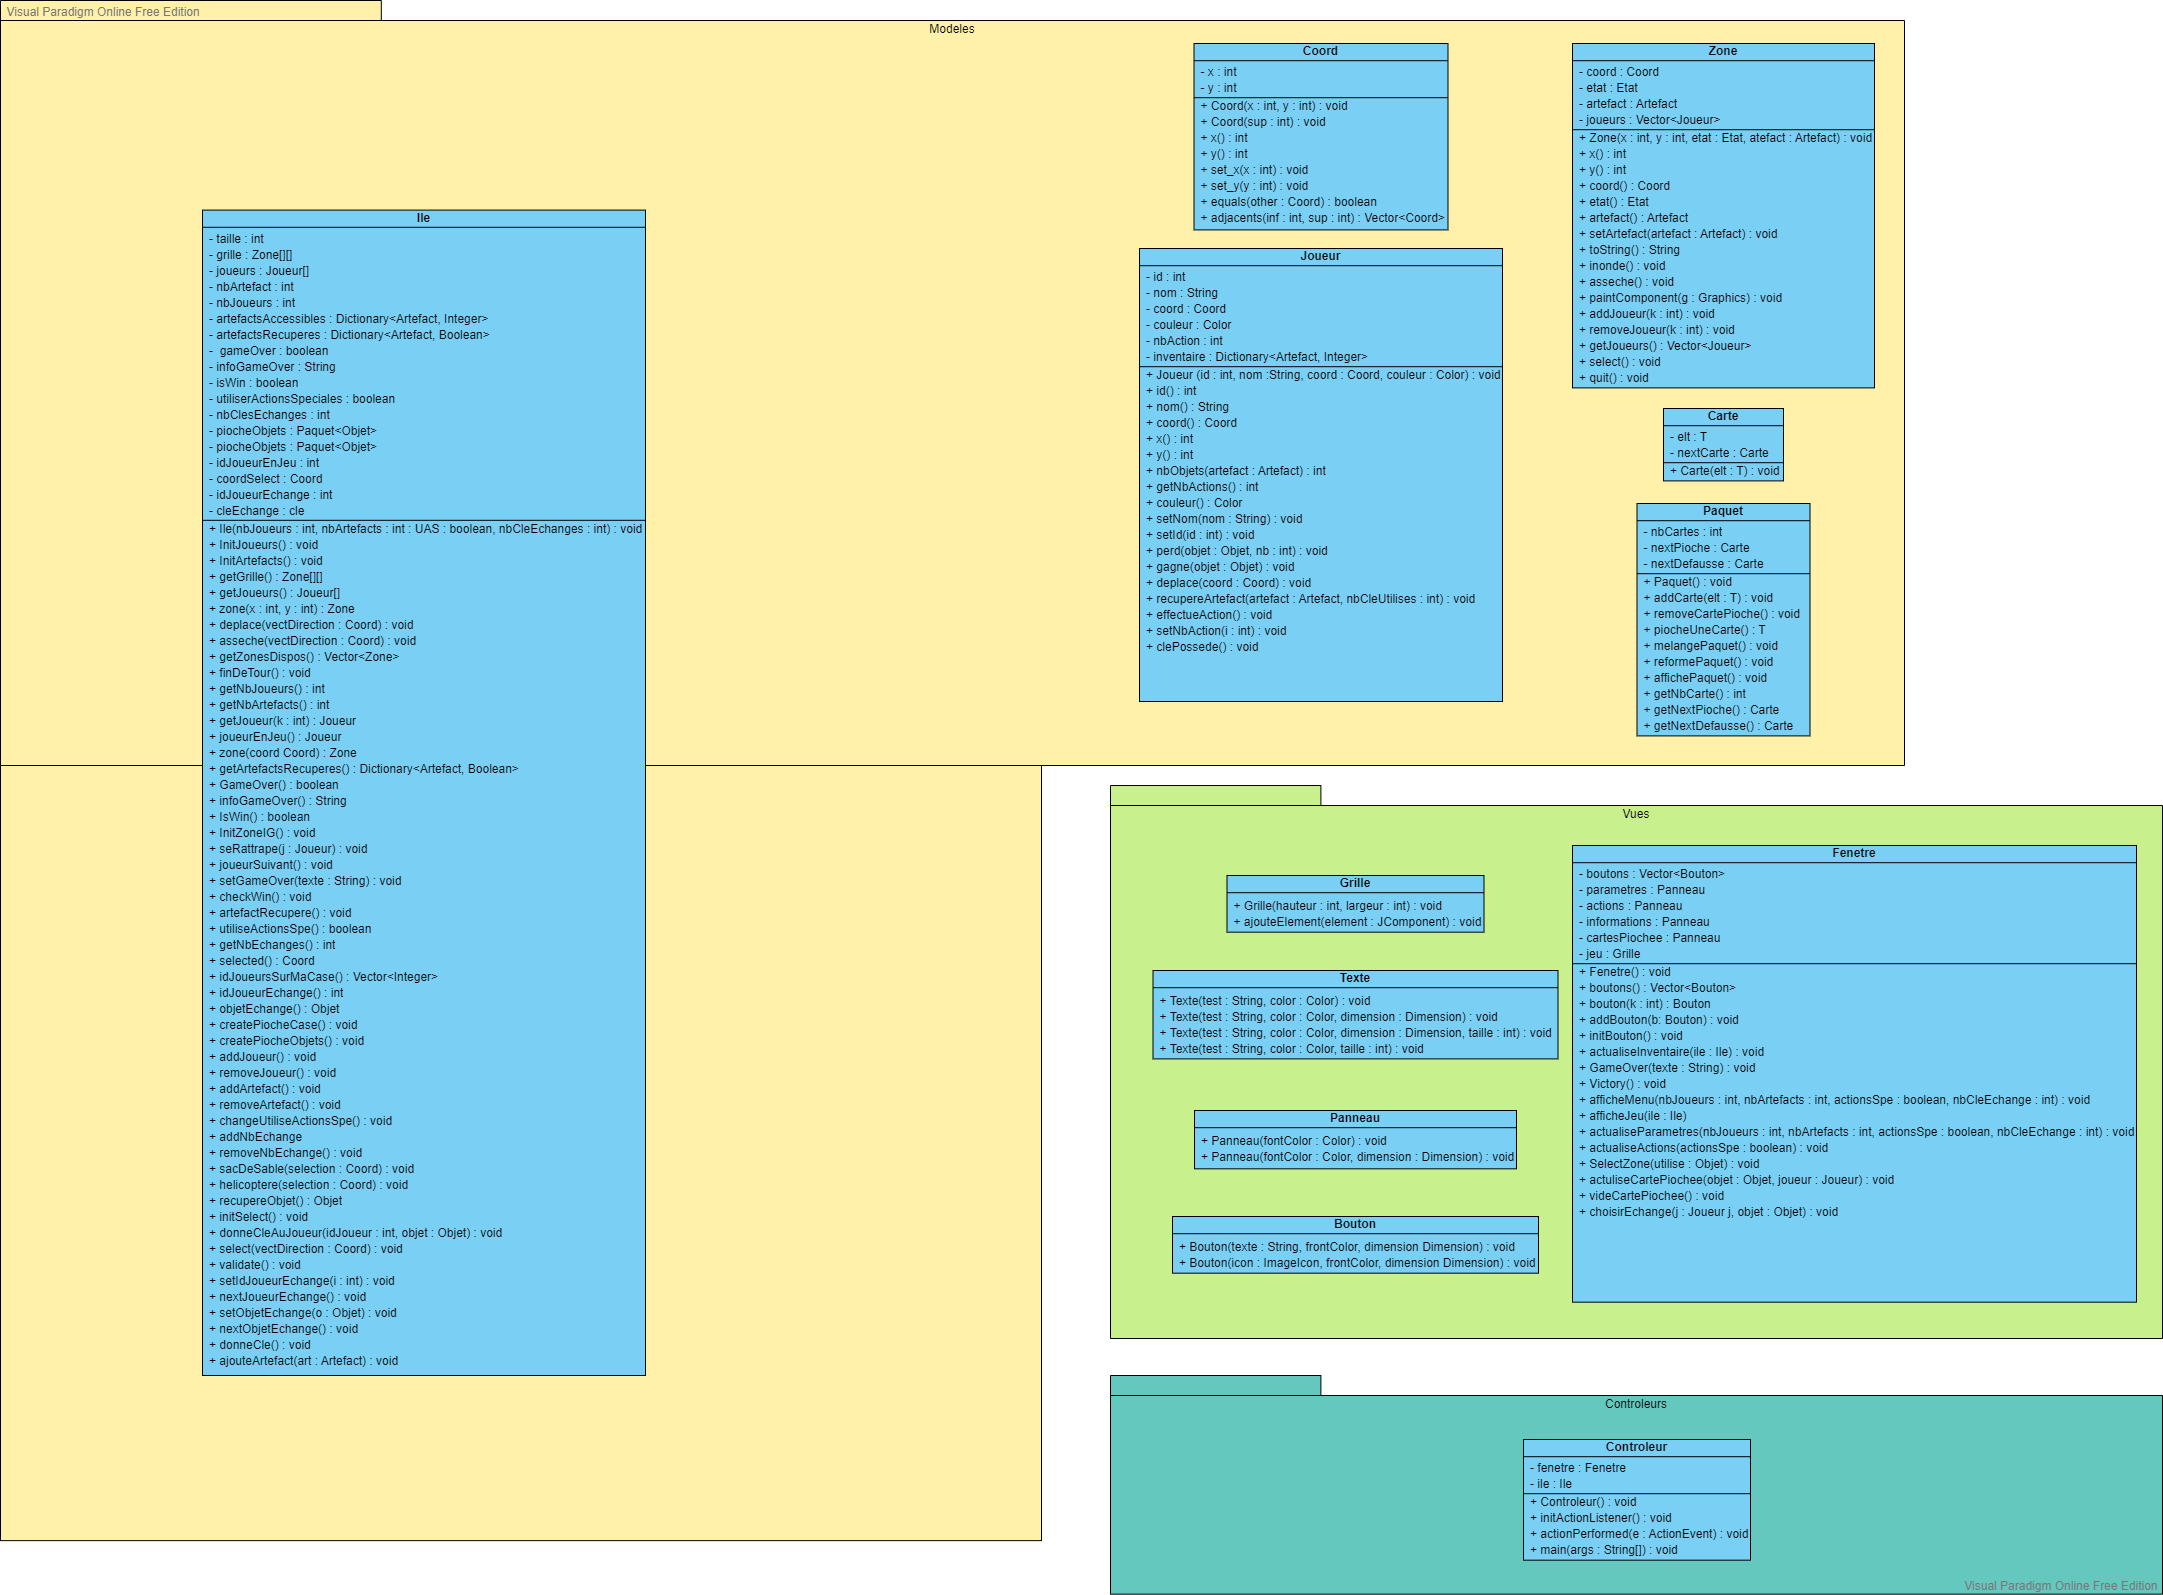 Visual Paradigm Online Free Edition
Modeles
Ile
- taille : int
- grille : Zone[][]
- joueurs : Joueur[]
- nbArtefact : int
- nbJoueurs : int
- artefactsAccessibles : Dictionary<Artefact, Integer>
- artefactsRecuperes : Dictionary<Artefact, Boolean>
- gameOver : boolean
- infoGameOver : String
- isWin : boolean
- utiliserActionsSpeciales : boolean
- nbClesEchanges : int
- piocheObjets : Paquet<Objet>
- piocheObjets : Paquet<Objet>
- idJoueurEnJeu : int
- coordSelect : Coord
- idJoueurEchange : int
- cleEchange : cle
+ Ile(nbJoueurs : int, nbArtefacts : int : UAS : boolean, nbCleEchanges : int) : void
+ InitJoueurs() : void
+ InitArtefacts() : void
+ getGrille() : Zone[][]
+ getJoueurs() : Joueur[]
+ zone(x : int, y : int) : Zone
+ deplace(vectDirection : Coord) : void
+ asseche(vectDirection : Coord) : void
+ getZonesDispos() : Vector<Zone>
+ finDeTour() : void
+ getNbJoueurs() : int
+ getNbArtefacts() : int
+ getJoueur(k : int) : Joueur
+ joueurEnJeu() : Joueur
+ zone(coord Coord) : Zone
+ getArtefactsRecuperes() : Dictionary<Artefact, Boolean>
+ GameOver() : boolean
+ infoGameOver() : String
+ IsWin() : boolean
+ InitZoneIG() : void
+ seRattrape(j : Joueur) : void
+ joueurSuivant() : void
+ setGameOver(texte : String) : void
+ checkWin() : void
+ artefactRecupere() : void
+ utiliseActionsSpe() : boolean
+ getNbEchanges() : int
+ selected() : Coord
+ idJoueursSurMaCase() : Vector<Integer>
+ idJoueurEchange() : int
+ objetEchange() : Objet
+ createPiocheCase() : void
+ createPiocheObjets() : void
+ addJoueur() : void
+ removeJoueur() : void
+ addArtefact() : void
+ removeArtefact() : void
+ changeUtiliseActionsSpe() : void
+ addNbEchange
+ removeNbEchange() : void
+ sacDeSable(selection : Coord) : void
+ helicoptere(selection : Coord) : void
+ recupereObjet() : Objet
+ initSelect() : void
+ donneCleAuJoueur(idJoueur : int, objet : Objet) : void
+ select(vectDirection : Coord) : void
+ validate() : void
+ setIdJoueurEchange(i : int) : void
+ nextJoueurEchange() : void
+ setObjetEchange(o : Objet) : void
+ nextObjetEchange() : void
+ donneCle() : void
+ ajouteArtefact(art : Artefact) : void
Coord
- x : int
- y : int
+ Coord(x : int, y : int) : void
+ Coord(sup : int) : void
+ x() : int
+ y() : int
+ set_x(x : int) : void
+ set_y(y : int) : void
+ equals(other : Coord) : boolean
+ adjacents(inf : int, sup : int) : Vector<Coord>
Joueur
- id : int
- nom : String
- coord : Coord
- couleur : Color
- nbAction : int
- inventaire : Dictionary<Artefact, Integer>
+ Joueur (id : int, nom :String, coord : Coord, couleur : Color) : void
+ id() : int
+ nom() : String
+ coord() : Coord
+ x() : int
+ y() : int
+ nbObjets(artefact : Artefact) : int
+ getNbActions() : int
+ couleur() : Color
+ setNom(nom : String) : void
+ setId(id : int) : void
+ perd(objet : Objet, nb : int) : void
+ gagne(objet : Objet) : void
+ deplace(coord : Coord) : void
+ recupereArtefact(artefact : Artefact, nbCleUtilises : int) : void
+ effectueAction() : void
+ setNbAction(i : int) : void
+ clePossede() : void
Zone
- coord : Coord
- etat : Etat
- artefact : Artefact
- joueurs : Vector<Joueur>
+ Zone(x : int, y : int, etat : Etat, atefact : Artefact) : void
+ x() : int
+ y() : int
+ coord() : Coord
+ etat() : Etat
+ artefact() : Artefact
+ setArtefact(artefact : Artefact) : void
+ toString() : String
+ inonde() : void
+ asseche() : void
+ paintComponent(g : Graphics) : void
+ addJoueur(k : int) : void
+ removeJoueur(k : int) : void
+ getJoueurs() : Vector<Joueur>
+ select() : void
+ quit() : void
Carte
- elt : T
- nextCarte : Carte
+ Carte(elt : T) : void
Paquet
- nbCartes : int
- nextPioche : Carte
- nextDefausse : Carte
+ Paquet() : void
+ addCarte(elt : T) : void
+ removeCartePioche() : void
+ piocheUneCarte() : T
+ melangePaquet() : void
+ reformePaquet() : void
+ affichePaquet() : void
+ getNbCarte() : int
+ getNextPioche() : Carte
+ getNextDefausse() : Carte
Vues
Grille
+ Grille(hauteur : int, largeur : int) : void
+ ajouteElement(element : JComponent) : void
Texte
+ Texte(test : String, color : Color) : void
+ Texte(test : String, color : Color, dimension : Dimension) : void
+ Texte(test : String, color : Color, dimension : Dimension, taille : int) : void
+ Texte(test : String, color : Color, taille : int) : void
Panneau
+ Panneau(fontColor : Color) : void
+ Panneau(fontColor : Color, dimension : Dimension) : void
Bouton
+ Bouton(texte : String, frontColor, dimension Dimension) : void
+ Bouton(icon : ImageIcon, frontColor, dimension Dimension) : void
Fenetre
- boutons : Vector<Bouton>
- parametres : Panneau
- actions : Panneau
- informations : Panneau
- cartesPiochee : Panneau
- jeu : Grille
+ Fenetre() : void
+ boutons() : Vector<Bouton>
+ bouton(k : int) : Bouton
+ addBouton(b: Bouton) : void
+ initBouton() : void
+ actualiseInventaire(ile : Ile) : void
+ GameOver(texte : String) : void
+ Victory() : void
+ afficheMenu(nbJoueurs : int, nbArtefacts : int, actionsSpe : boolean, nbCleEchange : int) : void
+ afficheJeu(ile : Ile)
+ actualiseParametres(nbJoueurs : int, nbArtefacts : int, actionsSpe : boolean, nbCleEchange : int) : void
+ actualiseActions(actionsSpe : boolean) : void
+ SelectZone(utilise : Objet) : void
+ actuliseCartePiochee(objet : Objet, joueur : Joueur) : void
+ videCartePiochee() : void
+ choisirEchange(j : Joueur j, objet : Objet) : void
Controleurs
Controleur
- fenetre : Fenetre
- ile : Ile
+ Controleur() : void
+ initActionListener() : void
+ actionPerformed(e : ActionEvent) : void
+ main(args : String[]) : void
Visual Paradigm Online Free Edition